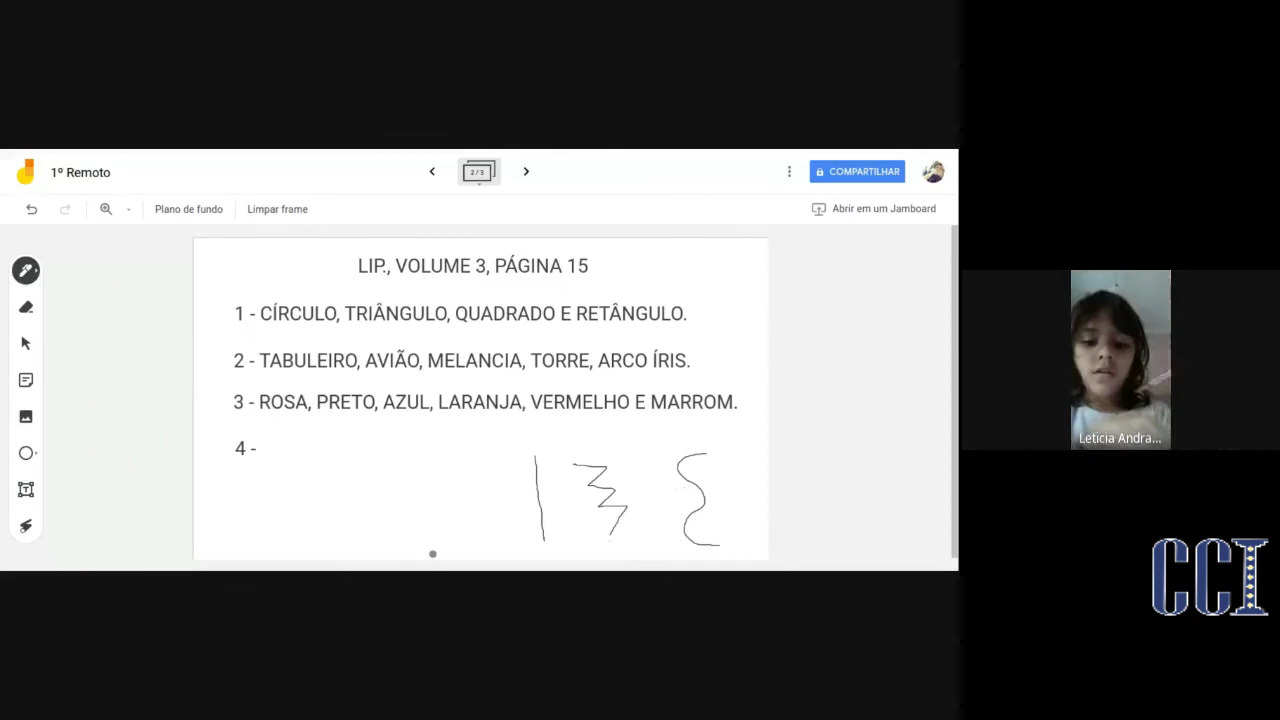 1º Remoto
2 / 3
COMPARTILHAR
Plano de fundo
Limpar frame
Abrir em um Jamboard
LIP., VOLUME 3, PÁGINA 15
1 - CÍRCULO, TRIÂNGULO, QUADRADO E RETÂNGULO.
2 - TABULEIRO, AVIÃO, MELANCIA, TORRE, ARCO ÍRIS.
3 - ROSA, PRETO, AZUL, LARANJA, VERMELHO E MARROM.
4 -
Leticia Andra...
CCI